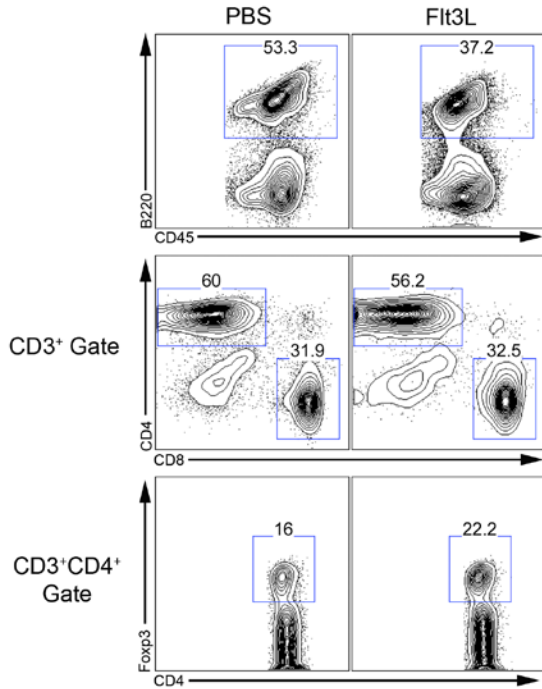 PBS Flt3L
53.3 37.2
B220
CD45
60 56.2
CD3⁺ Gate
31.9 32.5
CD4
CD8
16 22.2
CD3⁺CD4⁺
Gate
Foxp3
CD4